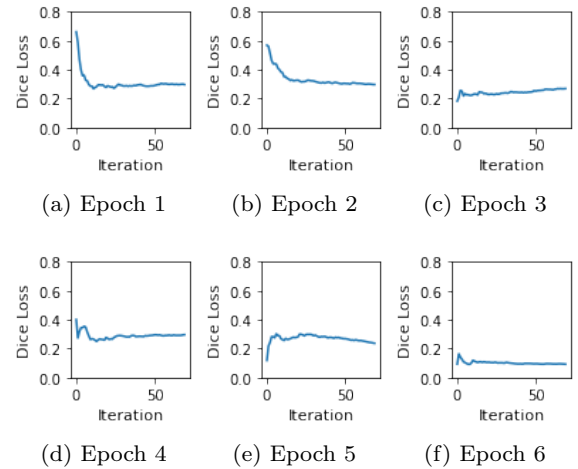 0.8 0.8 0.8
0.6 0.6 0.6
Dice Loss Dice Loss Dice Loss
0.4 0.4 0.4
0.2 0.2 0.2
0.0 0.0 0.0
0 50 0 50 0 50
Iteration Iteration Iteration
(a) Epoch 1 (b) Epoch 2 (c) Epoch 3
0.8 0.8 0.8
0.6 0.6 0.6
Dice Loss Dice Loss Dice Loss
0.4 0.4 0.4
0.2 0.2 0.2
0.0 0.0 0.0
0 50 0 50 0 50
Iteration Iteration Iteration
(d) Epoch 4 (e) Epoch 5 (f) Epoch 6